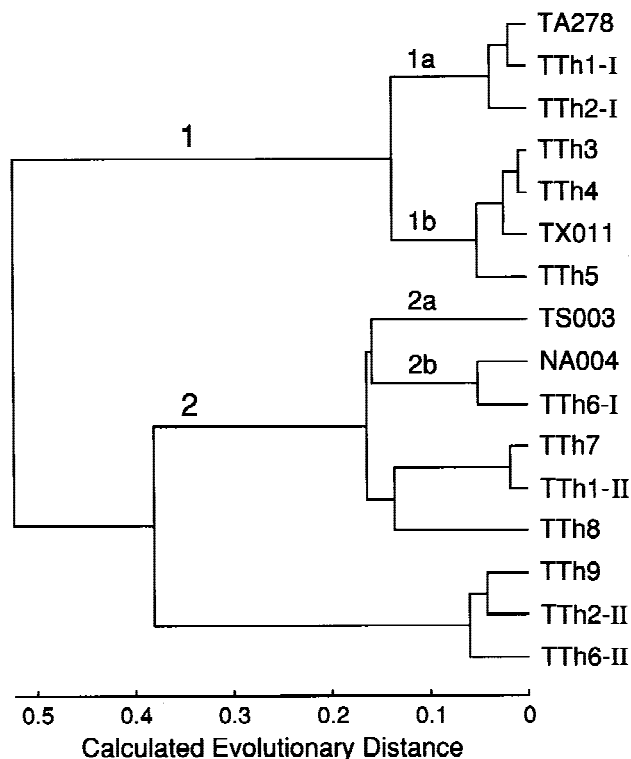 TA278
1a
TTh1-I
TTh2-I
1
TTh3
TTh4
1b
TX011
TTh5
2a
TS003
2b
NA004
TTh6-I
2
TTh7
TTh1-II
TTh8
TTh9
TTh2-II
TTh6-II
0.5 0.4 0.3 0.2 0.1 0
Calculated Evolutionary Distance